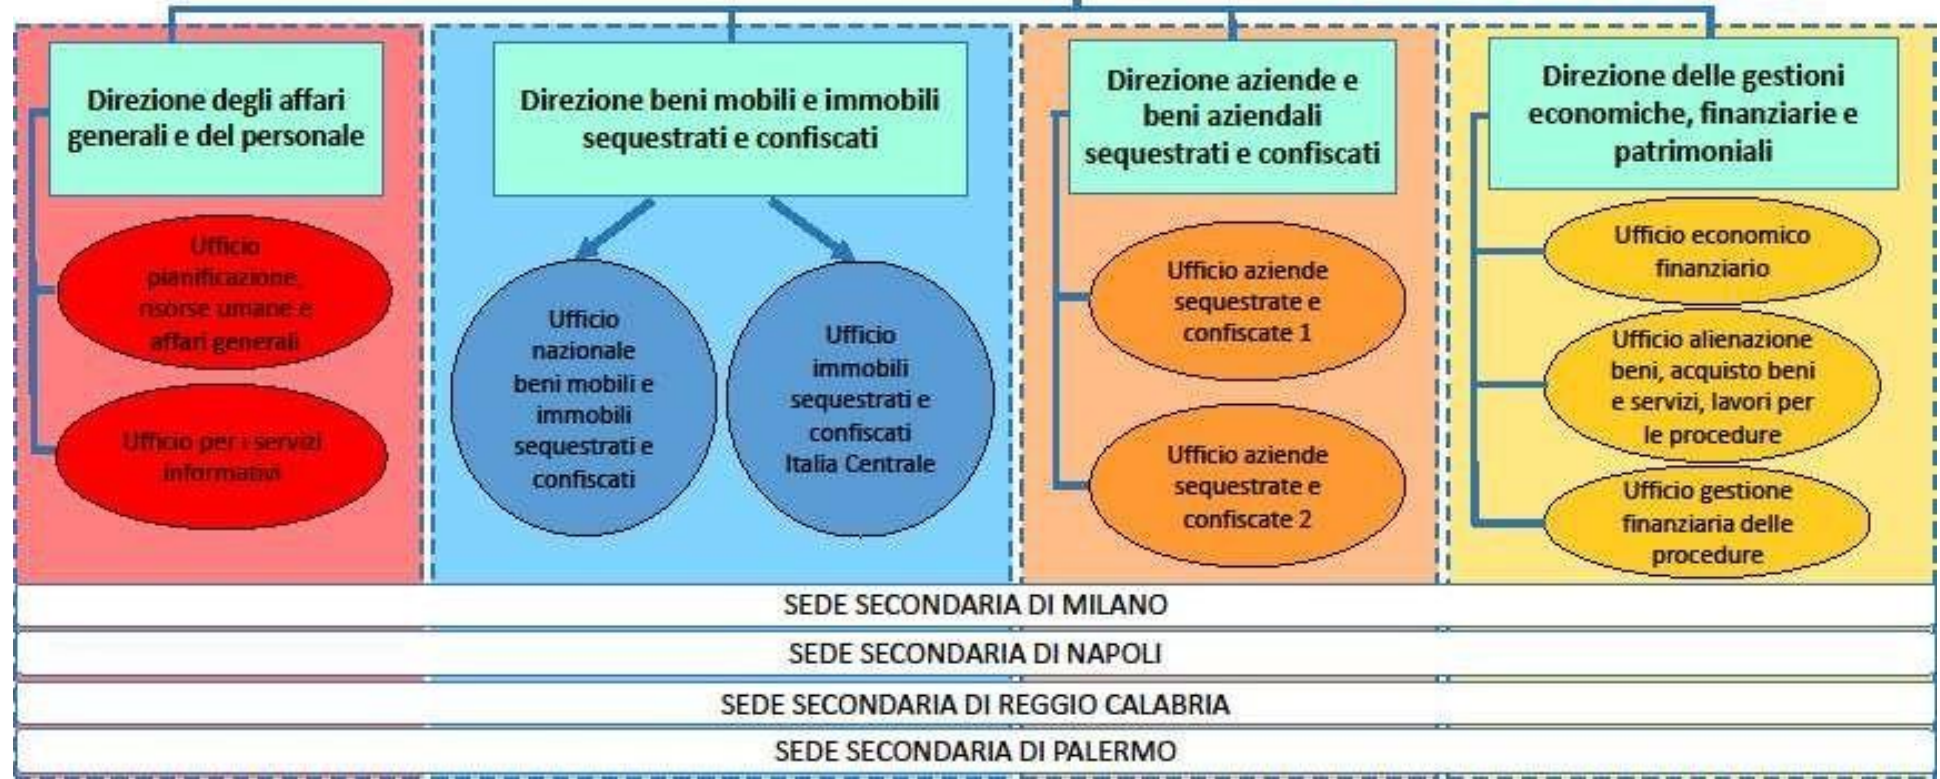 Direzione degli affari
generali e del personale
Ufficio
pianificazione,
risorse umane e
affari generali
Ufficio per i servizi
informativi
Direzione beni mobili e immobili
sequestrati e confiscati
Ufficio
nazionale
beni mobili e
immobili
sequestrati e
confiscati
Ufficio
immobili
sequestrati e
confiscati
Italia Centrale
Direzione aziende e
beni aziendali
sequestrati e confiscati
Ufficio aziende
sequestrate e
confiscate 1
Ufficio aziende
sequestrate e
confiscate 2
Direzione delle gestioni
economiche, finanziarie e
patrimoniali
Ufficio economico
finanziario
Ufficio alienazione
beni, acquisto beni
e servizi, lavori per
le procedure
Ufficio gestione
finanziaria delle
procedure
SEDE SECONDARIA DI MILANO
SEDE SECONDARIA DI NAPOLI
SEDE SECONDARIA DI REGGIO CALABRIA
SEDE SECONDARIA DI PALERMO